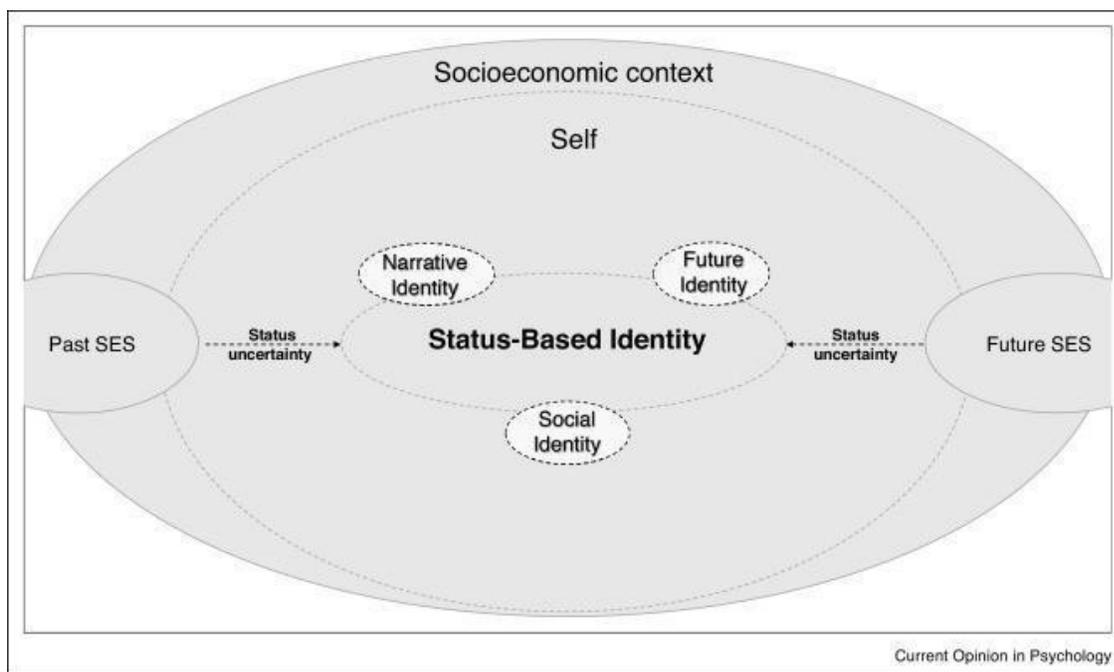 Socioeconomic context
Self
Narrative
Identity
Future
Identity
Status-Based Identity
Past SES
Status
uncertainty
Status
uncertainty
Future SES
Social
Identity
Current Opinion in Psychology